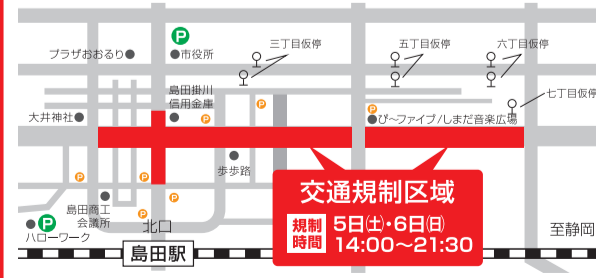 P
プラザおおるり
市役所
三丁目仮停
五丁目仮停
六丁目仮停
七丁目仮停
島田掛川
信用金庫
P
P
P
大井神社
ぴ〜ファイブ/しまだ音楽広場
歩歩路
P
P
P
P
島田商工
会議所
北口
P
ハローワーク
島田駅
至静岡
交通規制区域
規制
時間
5日㈯・6日㈰
14:00〜21:30